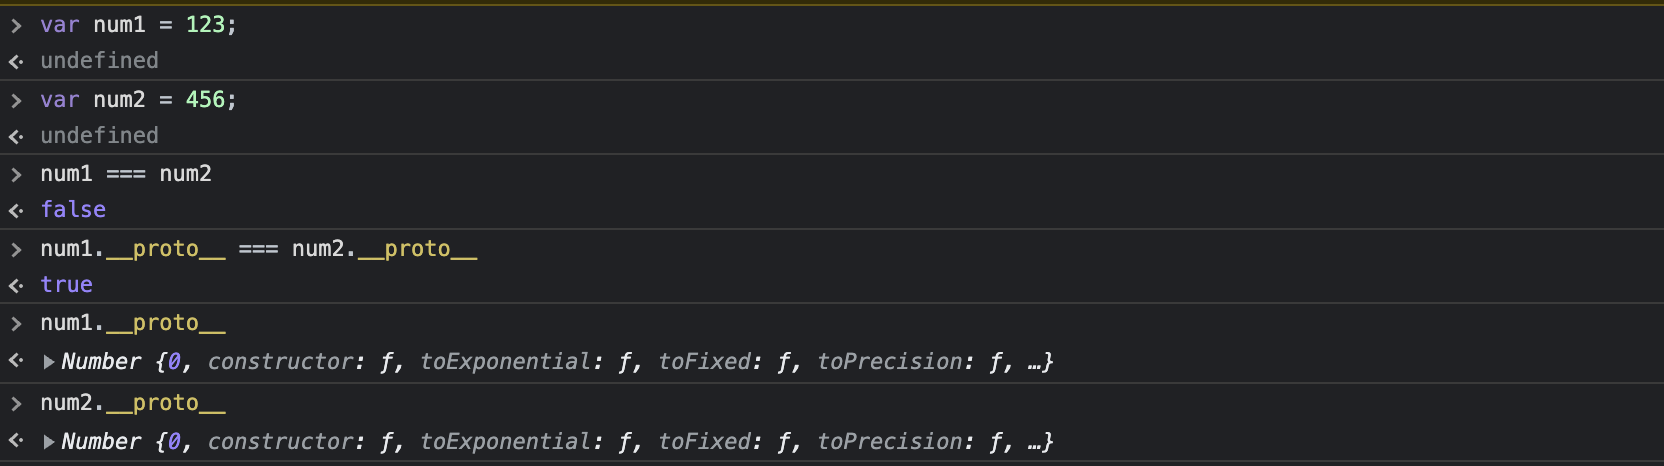 > var num1 = 123;
<· undefined
> var num2 = 456;
<· undefined
> num1 === num2
<· false
> num1.__proto__ === num2.__proto__
<· true
> num1.__proto__
<· ▶Number {0, constructor: ƒ, toExponential: ƒ, toFixed: ƒ, toPrecision: ƒ, …}
> num2.__proto__
<· ▶Number {0, constructor: ƒ, toExponential: ƒ, toFixed: ƒ, toPrecision: ƒ, …}